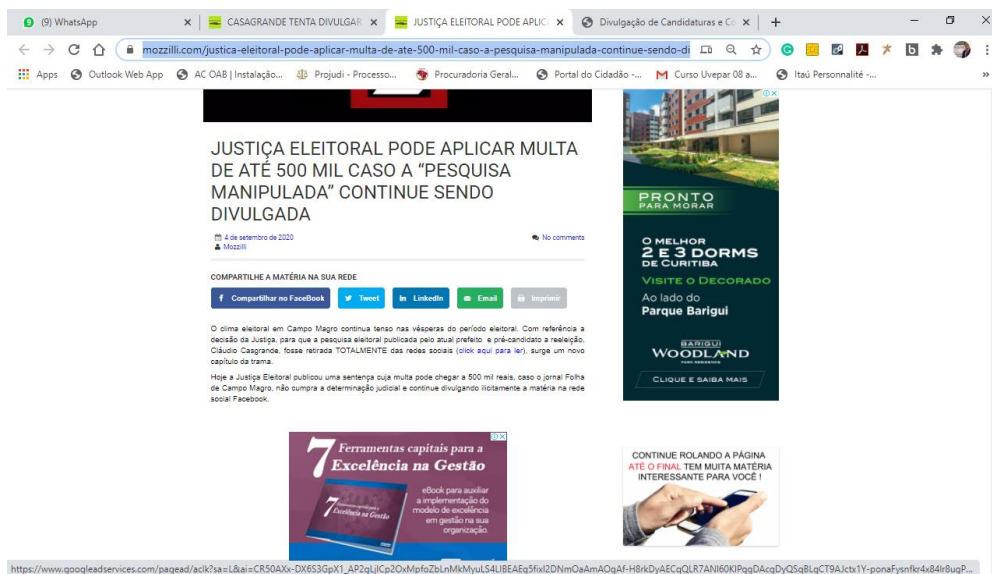 (9) WhatsApp
CASAGRANDE TENTA DIVULGAR
JUSTIÇA ELEITORAL PODE APLIC
Divulgação de Candidaturas e Co
mozzilli.com/justica-eleitoral-pode-aplicar-multa-de-ate-500-mil-caso-a-pesquisa-manipulada-continue-sendo-di
Apps
Outlook Web App
AC OAB | Instalação...
Projudi - Processo...
Procuradoria Geral...
Portal do Cidadão -...
Curso Uvepar 08 a...
Itaú Personnalité -...
JUSTIÇA ELEITORAL PODE APLICAR MULTA
DE ATÉ 500 MIL CASO A “PESQUISA
MANIPULADA” CONTINUE SENDO
DIVULGADA
4 de setembro de 2020
No comments
Mozzilli
COMPARTILHE A MATÉRIA NA SUA REDE
Compartilhar no FaceBook
Tweet
LinkedIn
Email
Imprimir
O clima eleitoral em Campo Magro continua tenso nas vésperas do período eleitoral. Com referência a
decisão da Justiça, para que a pesquisa eleitoral publicada pelo atual prefeito e pré-candidato a reeleição,
Cláudio Casgrande, fosse retirada TOTALMENTE das redes sociais (click aqui para ler), surge um novo
capítulo da trama.
Hoje a Justiça Eleitoral publicou uma sentença cuja multa pode chegar a 500 mil reais, caso o jornal Folha
de Campo Magro, não cumpra a determinação judicial e continue divulgando ilicitamente a matéria na rede
social Facebook.
PRONTO
PARA MORAR
O MELHOR
2 E 3 DORMS
DE CURITIBA
VISITE O DECORADO
Ao lado do
Parque Barigui
BARIGUI
WOODLAND
PARK RESIDENCE
CLIQUE E SAIBA MAIS
7 Ferramentas capitais para a
Excelência na Gestão
eBook para auxiliar
a implementação do
modelo de excelência
em gestão na sua
organização.
7 Ferramentas capitais para a
Excelência na Gestão
CONTINUE ROLANDO A PÁGINA
ATÉ O FINAL TEM MUITA MATÉRIA
INTERESSANTE PARA VOCÊ !